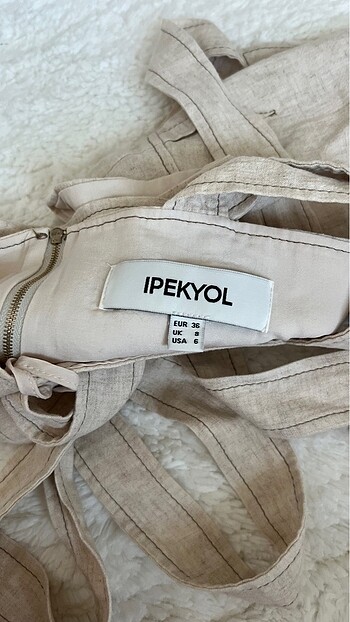 IPEKYOL
EUR 36
UK 8
USA 6